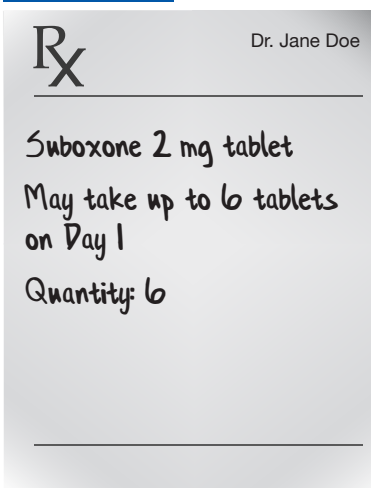 Rx
Dr. Jane Doe
Suboxone 2 mg tablet
May take up to 6 tablets
on Day 1
Quantity: 6